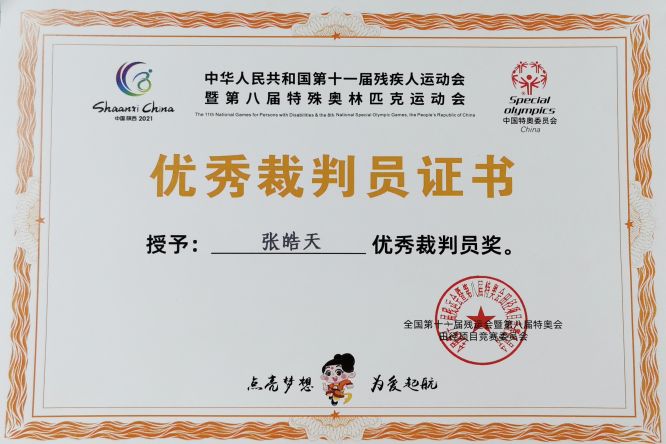 Shaanxi China
中国·陕西 2021
中华人民共和国第十一届残疾人运动会
暨第八届特殊奥林匹克运动会
The 11th National Games for Persons with Disabilities & the 8th National Special Olympic Games, the People's Republic of China
Special
Olympics
中国特奥委员会
China
优秀裁判员证书
授予：张皓天优秀裁判员奖。
全国第十一届残运会暨第八届特奥会
田径项目竞赛委员会
点亮梦想 为爱起航